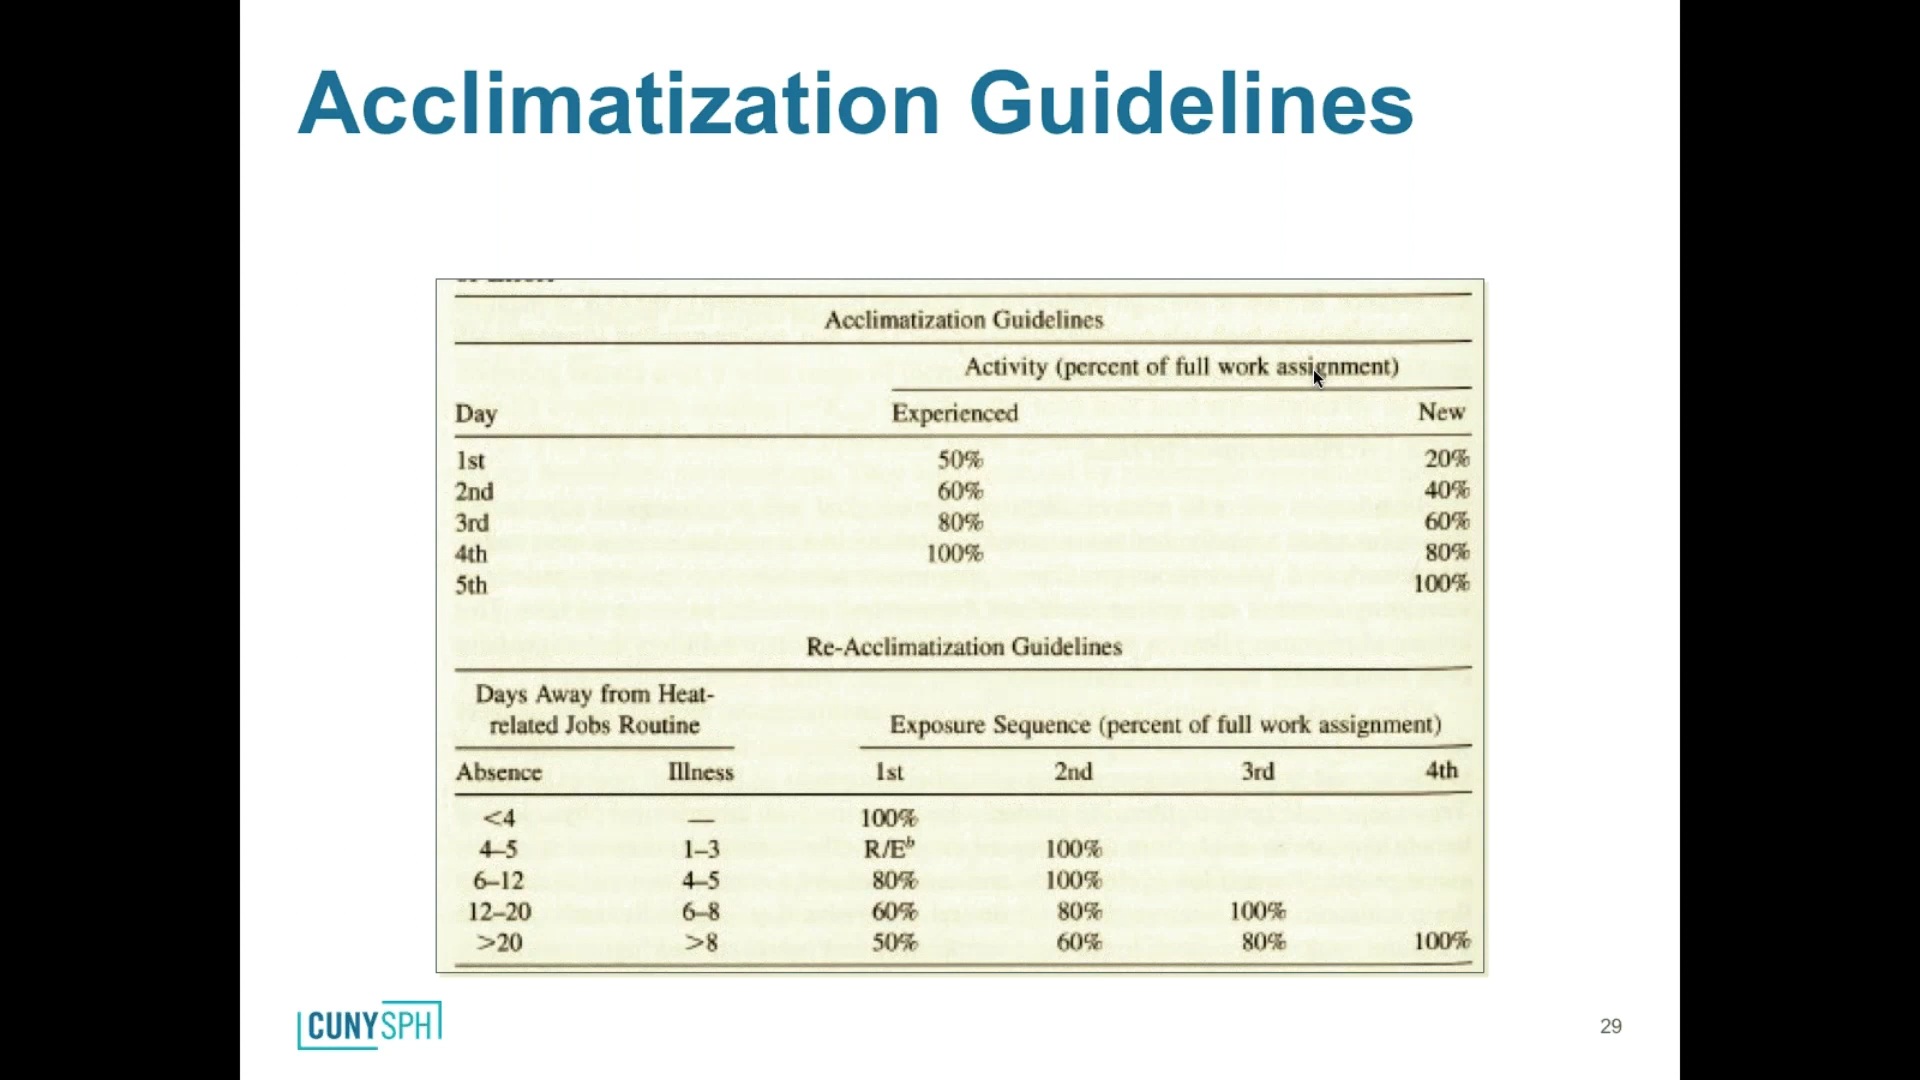 Acclimatization Guidelines
Acclimatization Guidelines
Activity (percent of full work assignment)
Day Experienced New
1st 50% 20%
2nd 60% 40%
3rd 80% 60%
4th 100% 80%
5th 100%
Re-Acclimatization Guidelines
Days Away from Heat-
related Jobs Routine Exposure Sequence (percent of full work assignment)
Absence Illness 1st 2nd 3rd 4th
<4 — 100%
4–5 1–3 R/Eᵇ 100%
6–12 4–5 80% 100%
12–20 6–8 60% 80% 100%
>20 >8 50% 60% 80% 100%
CUNY SPH
29